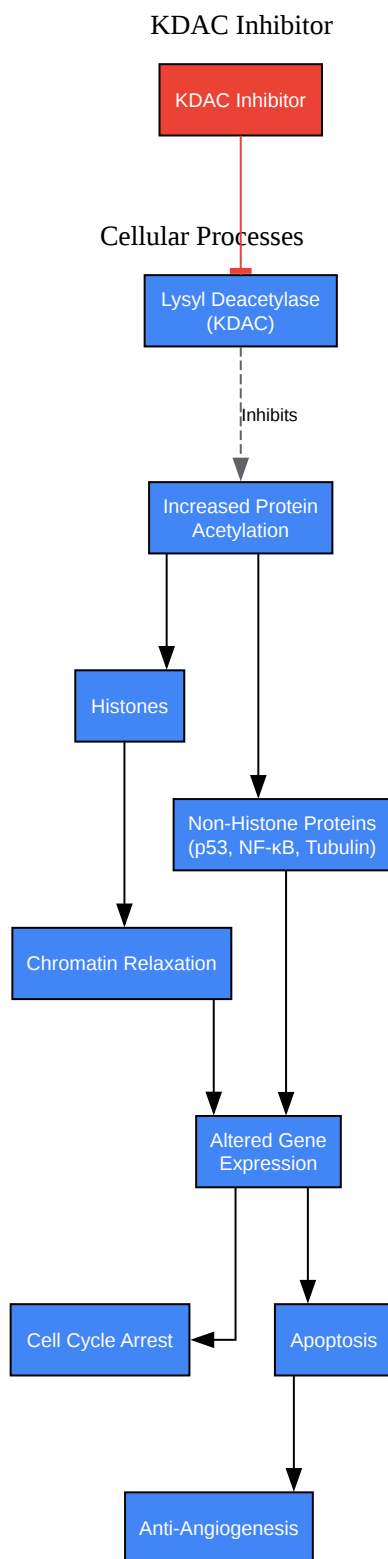 KDAC Inhibitor
KDAC Inhibitor
Cellular Processes
Lysyl Deacetylase
(KDAC)
Inhibits
Increased Protein
Acetylation
Histones
Non-Histone Proteins
(p53, NF-κB, Tubulin)
Chromatin Relaxation
Altered Gene
Expression
Cell Cycle Arrest
Apoptosis
Anti-Angiogenesis